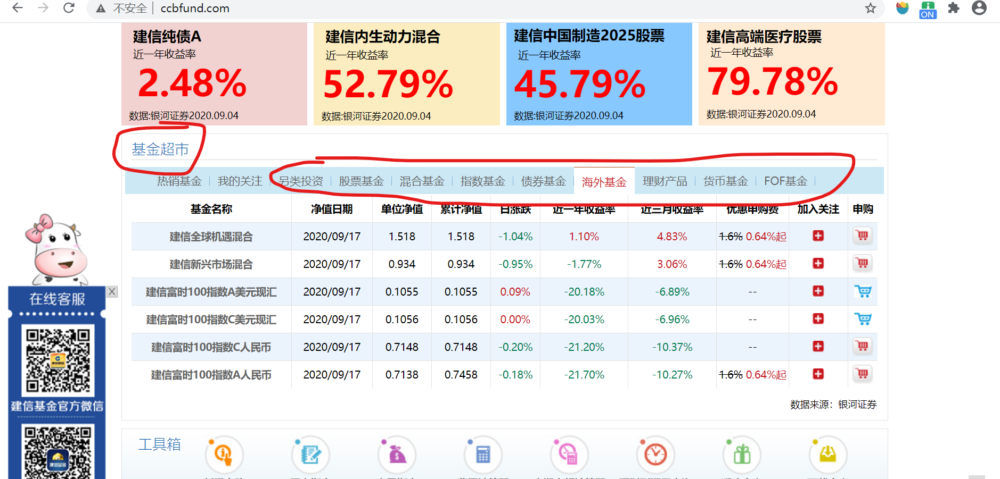 不安全 | ccbfund.com
ON
建信纯债A
近一年收益率
2.48%
数据:银河证券2020.09.04
建信内生动力混合
近一年收益率
52.79%
数据:银河证券2020.09.04
建信中国制造2025股票
近一年收益率
45.79%
数据:银河证券2020.09.04
建信高端医疗股票
近一年收益率
79.78%
数据:银河证券2020.09.04
基金超市
热销基金 我的关注 另类投资 股票基金 混合基金 指数基金 债券基金 海外基金 理财产品 货币基金 FOF基金
基金名称 净值日期 单位净值 累计净值 日涨跌 近一年收益率 近三月收益率 优惠申购费 加入关注 申购
建信全球机遇混合 2020/09/17 1.518 1.518 -1.04% 1.10% 4.83% 1.6% 0.64%起
建信新兴市场混合 2020/09/17 0.934 0.934 -0.95% -1.77% 3.06% 1.6% 0.64%起
建信富时100指数A美元现汇 2020/09/17 0.1055 0.1055 0.09% -20.18% -6.89% --
建信富时100指数C美元现汇 2020/09/17 0.1056 0.1056 0.00% -20.03% -6.96% --
建信富时100指数C人民币 2020/09/17 0.7148 0.7148 -0.20% -21.20% -10.37% --
建信富时100指数A人民币 2020/09/17 0.7138 0.7458 -0.18% -21.70% -10.27% 1.6% 0.64%起
数据来源：银河证券
在线客服
X
建信基金官方微信
工具箱